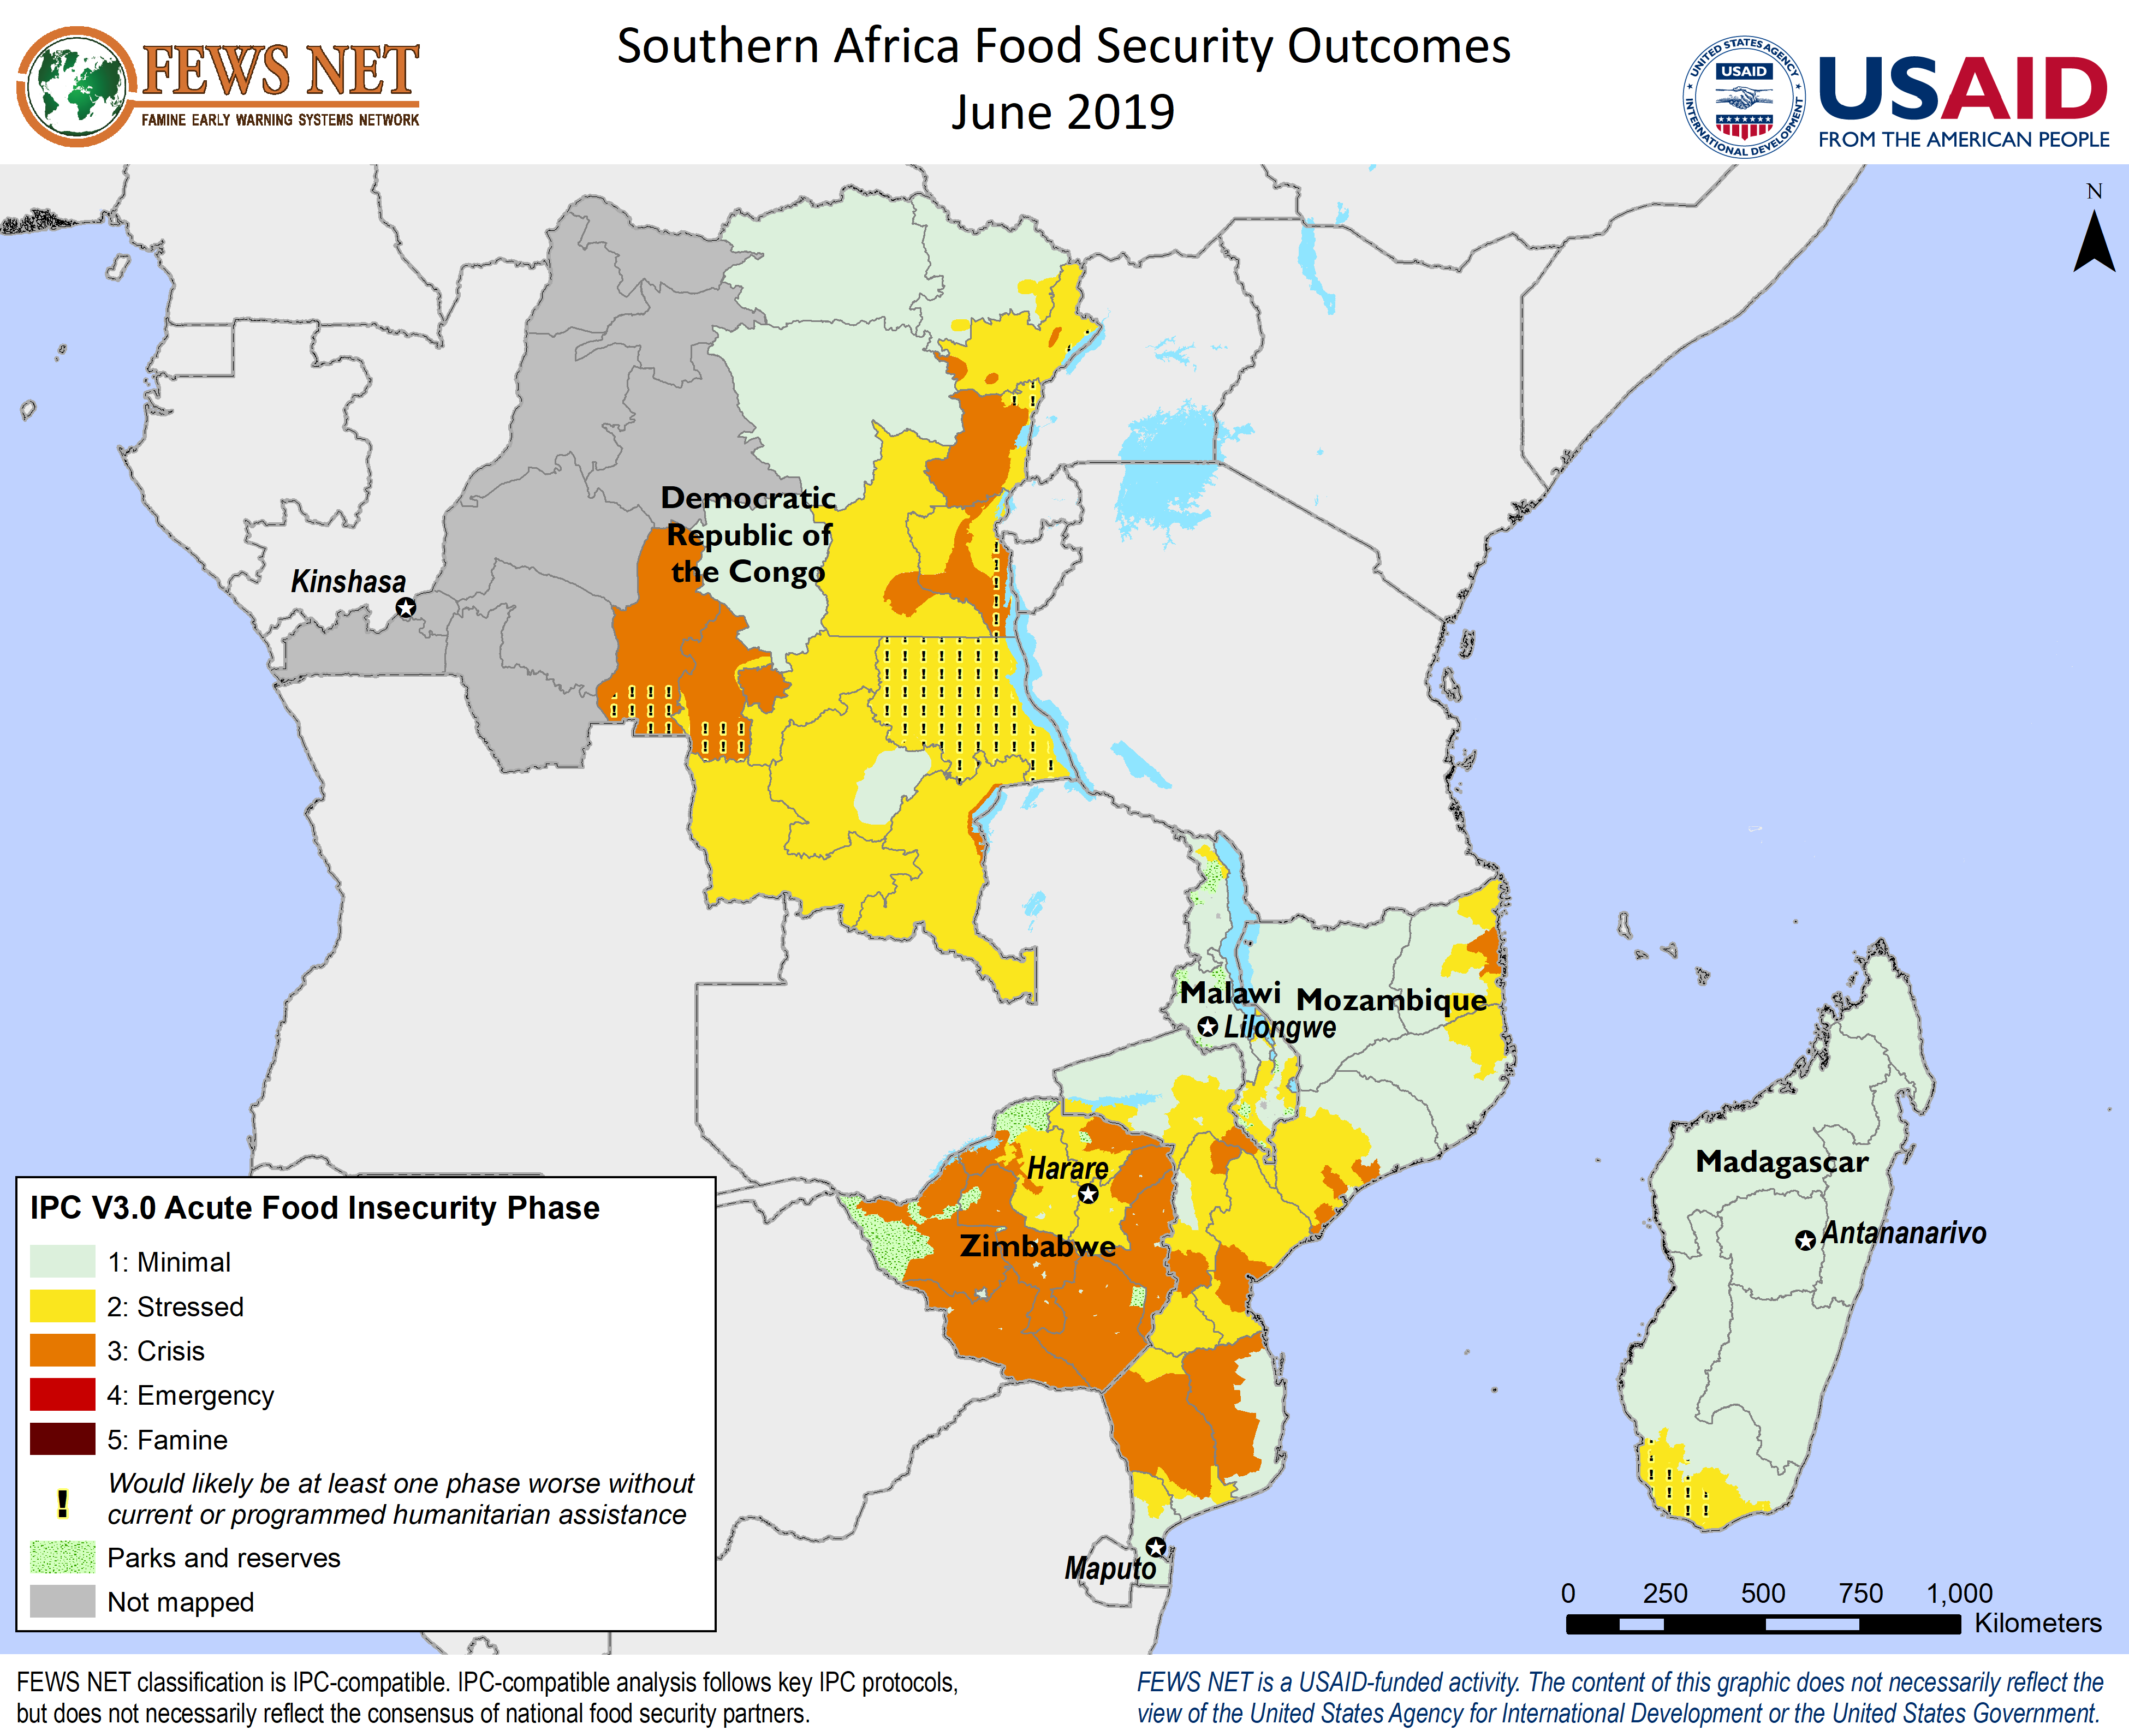 FEWS NET
FAMINE EARLY WARNING SYSTEMS NETWORK
Southern Africa Food Security Outcomes
June 2019
UNITED STATES AGENCY
USAID
INTERNATIONAL DEVELOPMENT
USAID
FROM THE AMERICAN PEOPLE
N
Democratic
Republic of
the Congo
Kinshasa
Malawi
Mozambique
Lilongwe
Harare
Zimbabwe
Madagascar
Antananarivo
Maputo
IPC V3.0 Acute Food Insecurity Phase
1: Minimal
2: Stressed
3: Crisis
4: Emergency
5: Famine
! Would likely be at least one phase worse without
current or programmed humanitarian assistance
Parks and reserves
Not mapped
0 250 500 750 1,000
Kilometers
FEWS NET classification is IPC-compatible. IPC-compatible analysis follows key IPC protocols,
but does not necessarily reflect the consensus of national food security partners.
FEWS NET is a USAID-funded activity. The content of this graphic does not necessarily reflect the
view of the United States Agency for International Development or the United States Government.